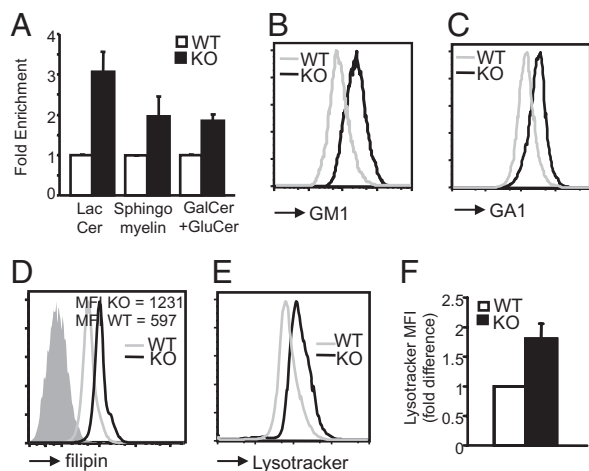 A
Fold Enrichment
4
3
2
1
0
WT
KO
Lac Cer
Sphingo myelin
GalCer +GluCer
B
WT
KO
GM1
C
WT
KO
GA1
D
MFI KO = 1231
MFI WT = 597
WT
KO
filipin
E
WT
KO
Lysotracker
F
Lysotracker MFI
(fold difference)
2.5
2
1.5
1
0.5
0
WT
KO